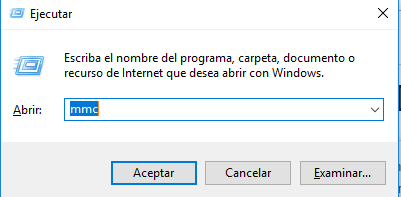 Ejecutar
Escriba el nombre del programa, carpeta, documento o
recurso de Internet que desea abrir con Windows.
Abrir: mmc
Aceptar Cancelar Examinar...